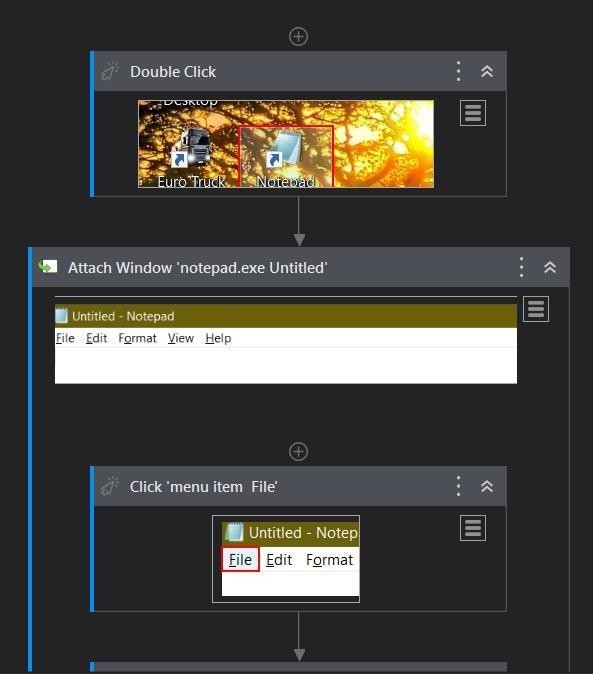 Double Click
Desktop
Euro Truck
Notepad
Attach Window 'notepad.exe Untitled'
Untitled - Notepad
File Edit Format View Help
Click 'menu item  File'
Untitled - Notep
File Edit Format